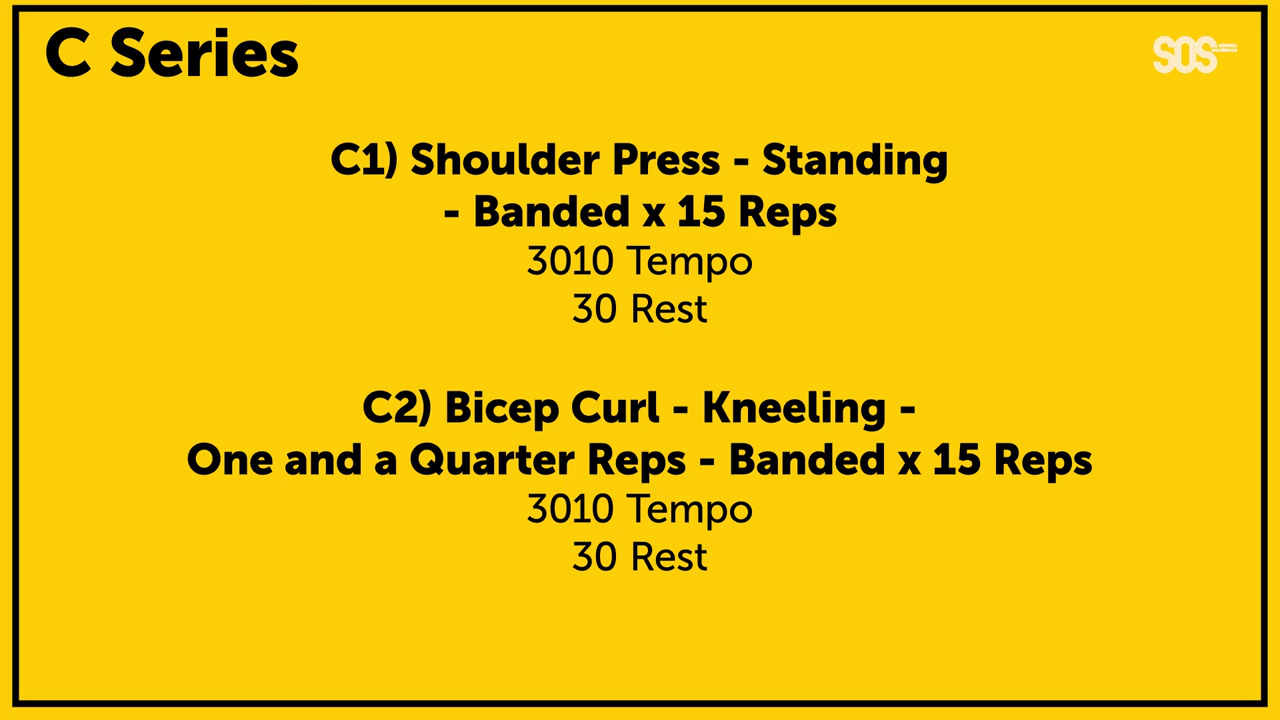 C Series
SOS
C1) Shoulder Press - Standing
- Banded x 15 Reps
3010 Tempo
30 Rest
C2) Bicep Curl - Kneeling -
One and a Quarter Reps - Banded x 15 Reps
3010 Tempo
30 Rest